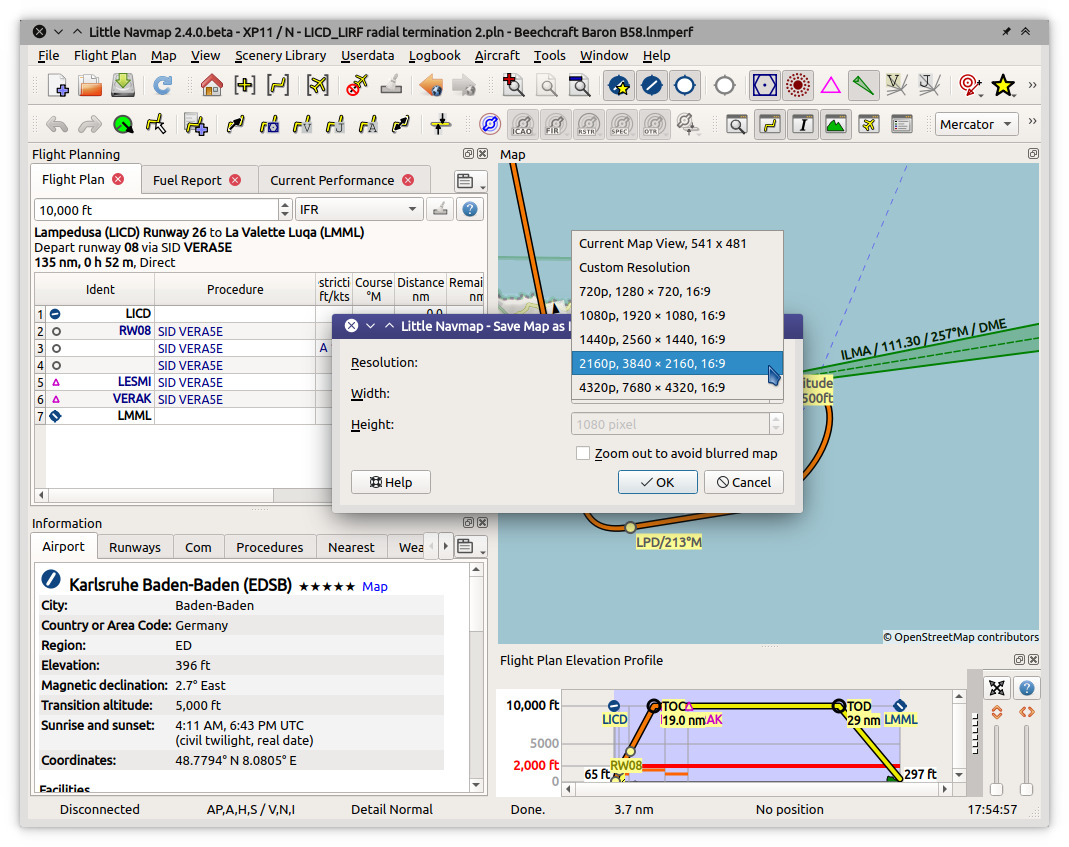 Little Navmap 2.4.0.beta - XP11 / N - LICD_LIRF radial termination 2.pln - Beechcraft Baron B58.lnmperf
File Flight Plan Map View Scenery Library Userdata Logbook Aircraft Tools Window Help
ICAO FIR RSTR SPEC OTR Mercator
Flight Planning
Flight Plan Fuel Report Current Performance
10,000 ft IFR
Lampedusa (LICD) Runway 26 to La Valette Luqa (LMML)
Depart runway 08 via SID VERA5E
135 nm, 0 h 52 m, Direct
Ident Procedure stricti ft/kts Course °M Distance nm Remai nm
1 LICD 0.0
2 RW08 SID VERA5E
3 SID VERA5E A
4 SID VERA5E
5 LESMI SID VERA5E
6 VERAK SID VERA5E
7 LMML
Map
ILMA / 111.30 / 257°M / DME
itude
500ft
LPD/213°M
© OpenStreetMap contributors
Little Navmap - Save Map as I
Resolution:
Width:
Height: 1080 pixel
Current Map View, 541 x 481
Custom Resolution
720p, 1280 × 720, 16:9
1080p, 1920 × 1080, 16:9
1440p, 2560 × 1440, 16:9
2160p, 3840 × 2160, 16:9
4320p, 7680 × 4320, 16:9
Zoom out to avoid blurred map
Help OK Cancel
Information
Airport Runways Com Procedures Nearest Wea
Karlsruhe Baden-Baden (EDSB) ★★★★★ Map
City: Baden-Baden
Country or Area Code: Germany
Region: ED
Elevation: 396 ft
Magnetic declination: 2.7° East
Transition altitude: 5,000 ft
Sunrise and sunset: 4:11 AM, 6:43 PM UTC
(civil twilight, real date)
Coordinates: 48.7794° N 8.0805° E
Facilities
Flight Plan Elevation Profile
10,000 ft
5000
2,000 ft
0
65 ft
LICD
RW08
TOC
19.0 nm
AK
TOD
29 nm
LMML
297 ft
Disconnected AP,A,H,S / V,N,I Detail Normal Done. 3.7 nm No position 17:54:57